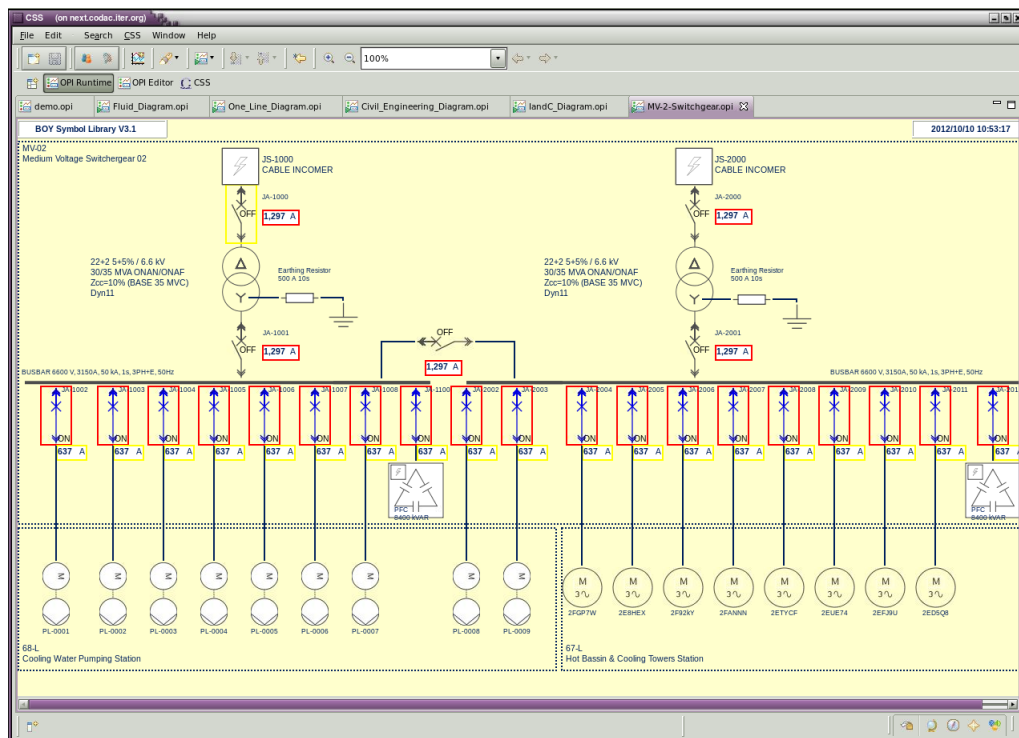 CSS (on next.codac.iter.org)
File Edit Search CSS Window Help
100%
OPI Runtime OPI Editor CSS
demo.opi Fluid_Diagram.opi One_Line_Diagram.opi Civil_Engineering_Diagram.opi IandC_Diagram.opi MV-2-Switchgear.opi
BOY Symbol Library V3.1 2012/10/10 10:53:17
MV-02
Medium Voltage Switchergear 02
JS-1000
CABLE INCOMER
JS-2000
CABLE INCOMER
JA-1000 JA-2000
OFF 1,297 A OFF 1,297 A
22+2 5+5% / 6.6 kV
30/35 MVA ONAN/ONAF
Zcc=10% (BASE 35 MVC)
Dyn11
Earthing Resistor
500 A 10s
22+2 5+5% / 6.6 kV
30/35 MVA ONAN/ONAF
Zcc=10% (BASE 35 MVC)
Dyn11
Earthing Resistor
500 A 10s
JA-1001 OFF JA-2001
OFF 1,297 A OFF 1,297 A
1,297 A
BUSBAR 6600 V, 3150A, 50 kA, 1s, 3PH+E, 50Hz BUSBAR 6600 V, 3150A, 50 kA, 1s, 3PH+E, 50Hz
JA-1002 JA-1003 JA-1004 JA-1005 JA-1006 JA-1007 JA-1008 JA-1100 JA-2002 JA-2003 JA-2004 JA-2005 JA-2006 JA-2007 JA-2008 JA-2009 JA-2010 JA-2011
ON ON ON ON ON ON ON ON ON ON ON ON ON ON ON ON ON ON ON
637 A 637 A 637 A 637 A 637 A 637 A 637 A 637 A 637 A 637 A 637 A 637 A 637 A 637 A 637 A 637 A 637 A 637 A 637 A
PFC PFC
8400 kVAR 8400 kVAR
M M M M M M M M M M M M M M M M M
3 3 3 3 3 3 3 3
PL-0001 PL-0002 PL-0003 PL-0004 PL-0005 PL-0006 PL-0007 PL-0008 PL-0009
2FGP7W 2E8HEX 2F92kY 2FANNN 2ETYCF 2EUE74 2EFJ9U 2ED5Q8
68-L
Cooling Water Pumping Station
67-L
Hot Bassin & Cooling Towers Station